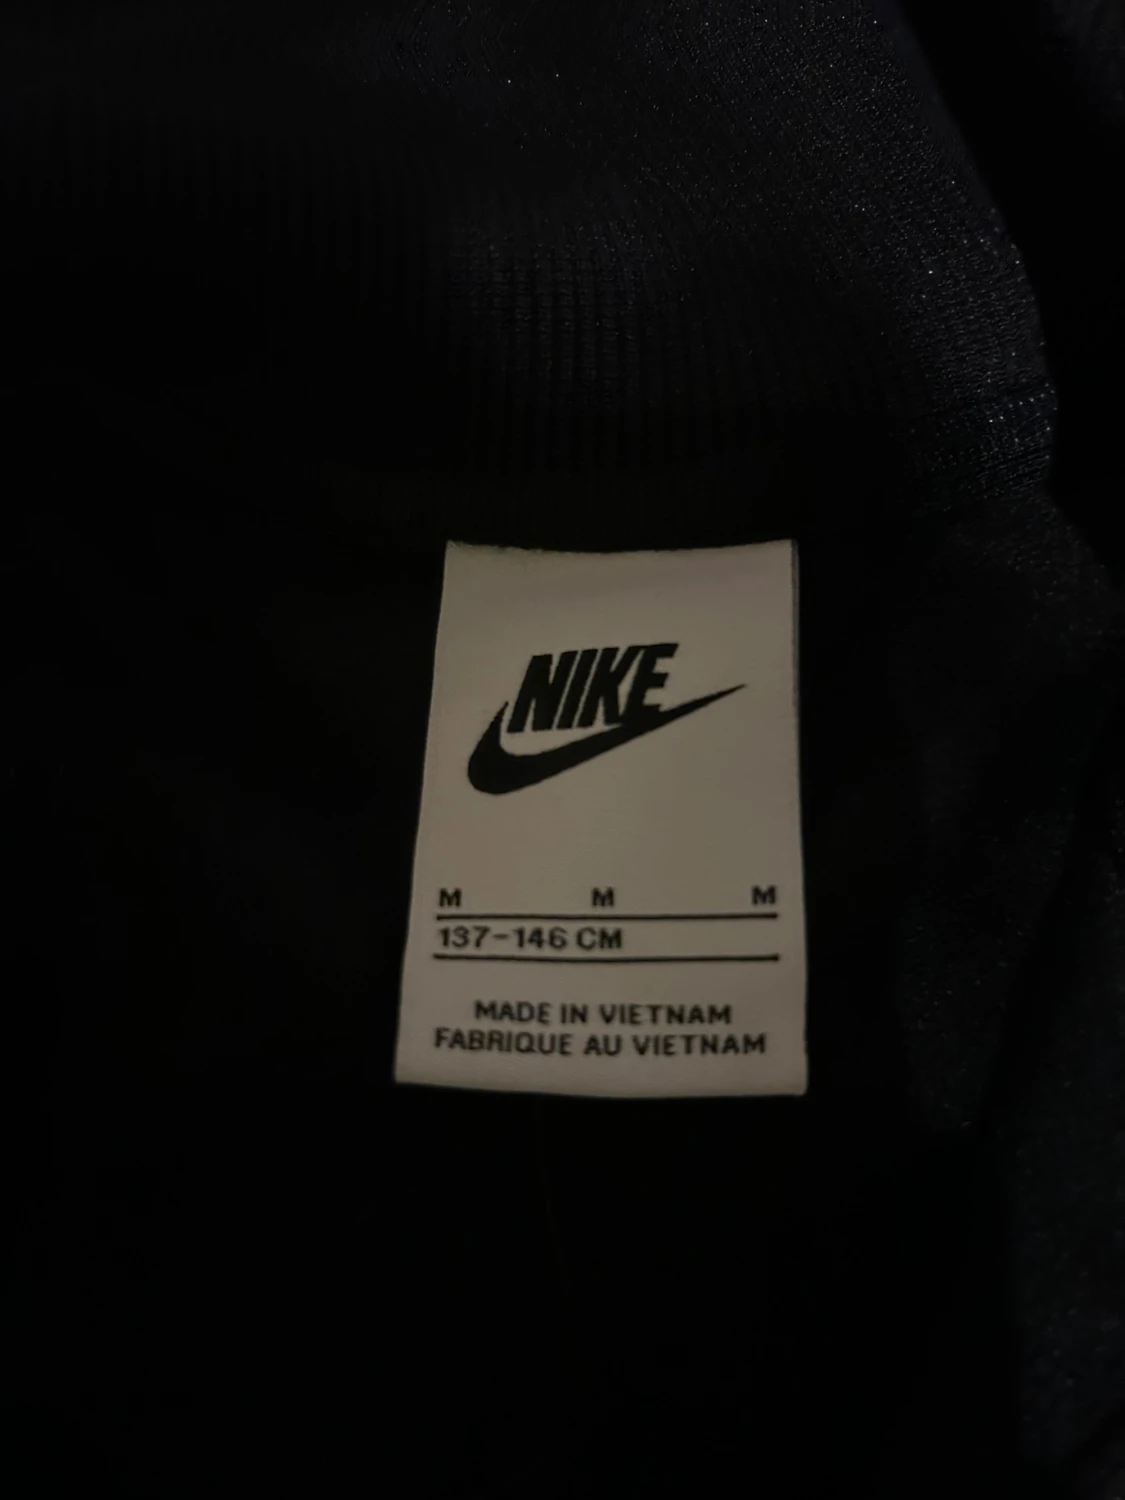 NIKE
M M M
137-146 CM
MADE IN VIETNAM
FABRIQUE AU VIETNAM